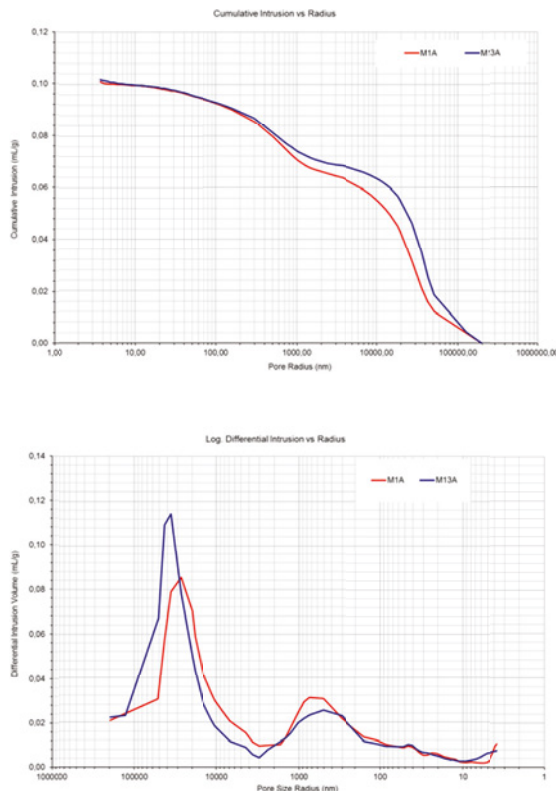 Cumulative Intrusion vs Radius
0,12
0,10
0,08
0,06
0,04
0,02
0,00
Cumulative Intrusion (mL/g)
M1A
M13A
1,00 10,00 100,00 1000,00 10000,00 100000,00 1000000,00
Pore Radius (nm)
Log. Differential Intrusion vs Radius
0,14
0,12
0,10
0,08
0,06
0,04
0,02
0,00
Differential Intrusion Volume (mL/g)
M1A
M13A
1000000 100000 10000 1000 100 10 1
Pore Size Radius (nm)